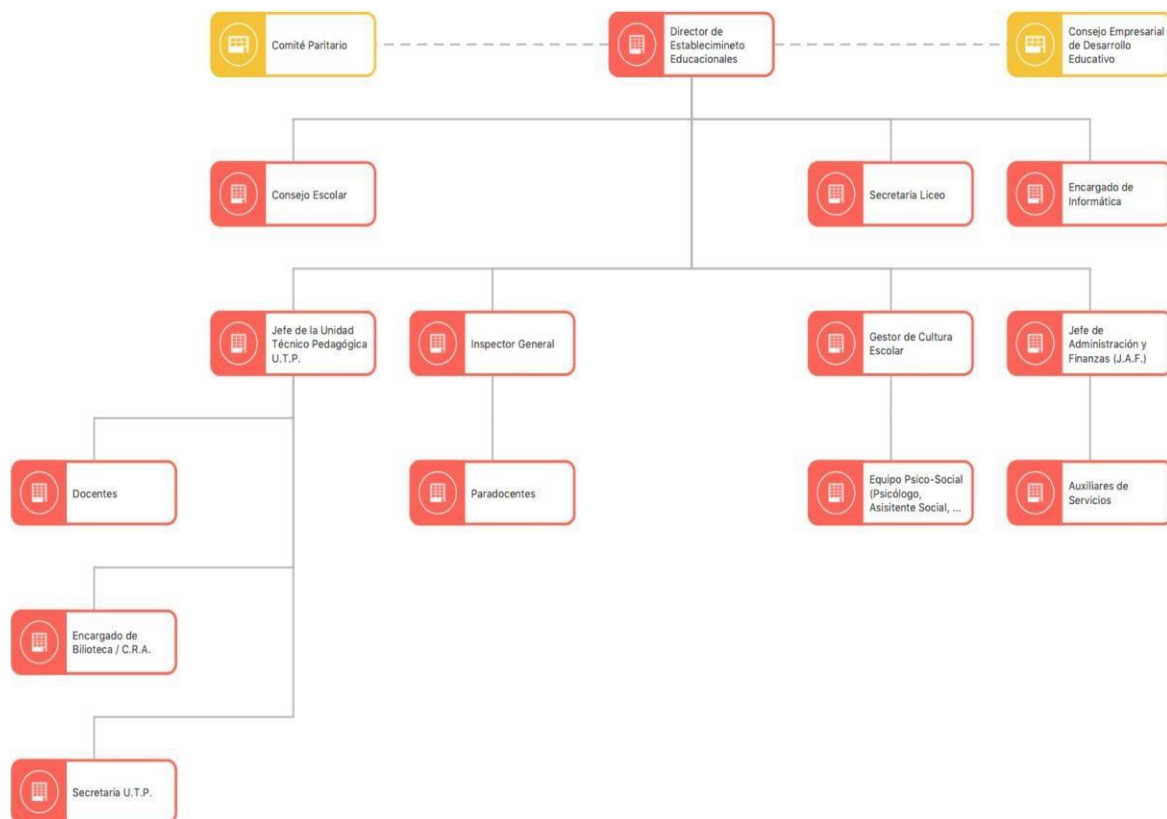 Comité Paritario
Director de
Establecimineto
Educacionales
Consejo Empresarial
de Desarrollo
Educativo
Consejo Escolar
Secretaría Liceo
Encargado de
Informática
Jefe de la Unidad
Técnico Pedagógica
U.T.P.
Inspector General
Gestor de Cultura
Escolar
Jefe de
Administración y
Finanzas (J.A.F.)
Docentes
Paradocentes
Equipo Psico-Social
(Psicólogo,
Asisitente Social, ...
Auxiliares de
Servicios
Encargado de
Bilioteca / C.R.A.
Secretaria U.T.P.